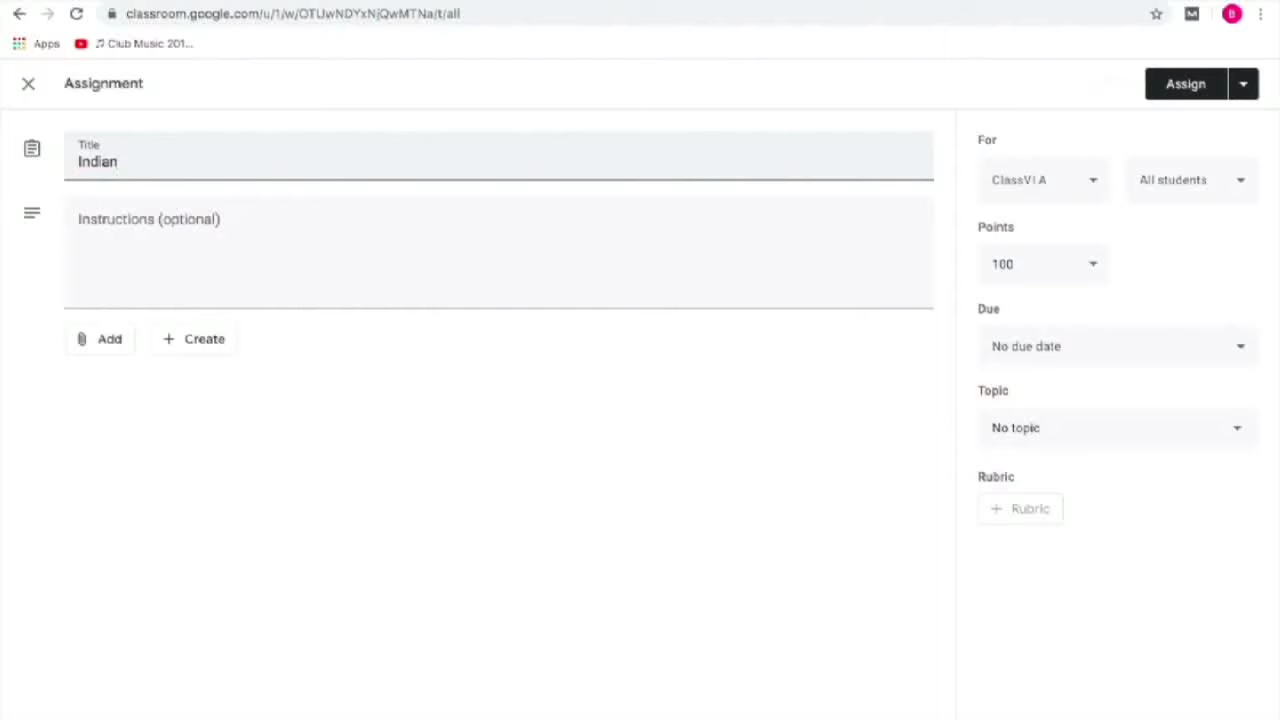 classroom.google.com/u/1/w/OTUwNDYxNjQwMTNa/t/all
Apps
Club Music 201...
Assignment
Assign
Title
Indian
Instructions (optional)
Add
Create
For
ClassVI A
All students
Points
100
Due
No due date
Topic
No topic
Rubric
Rubric
B
M